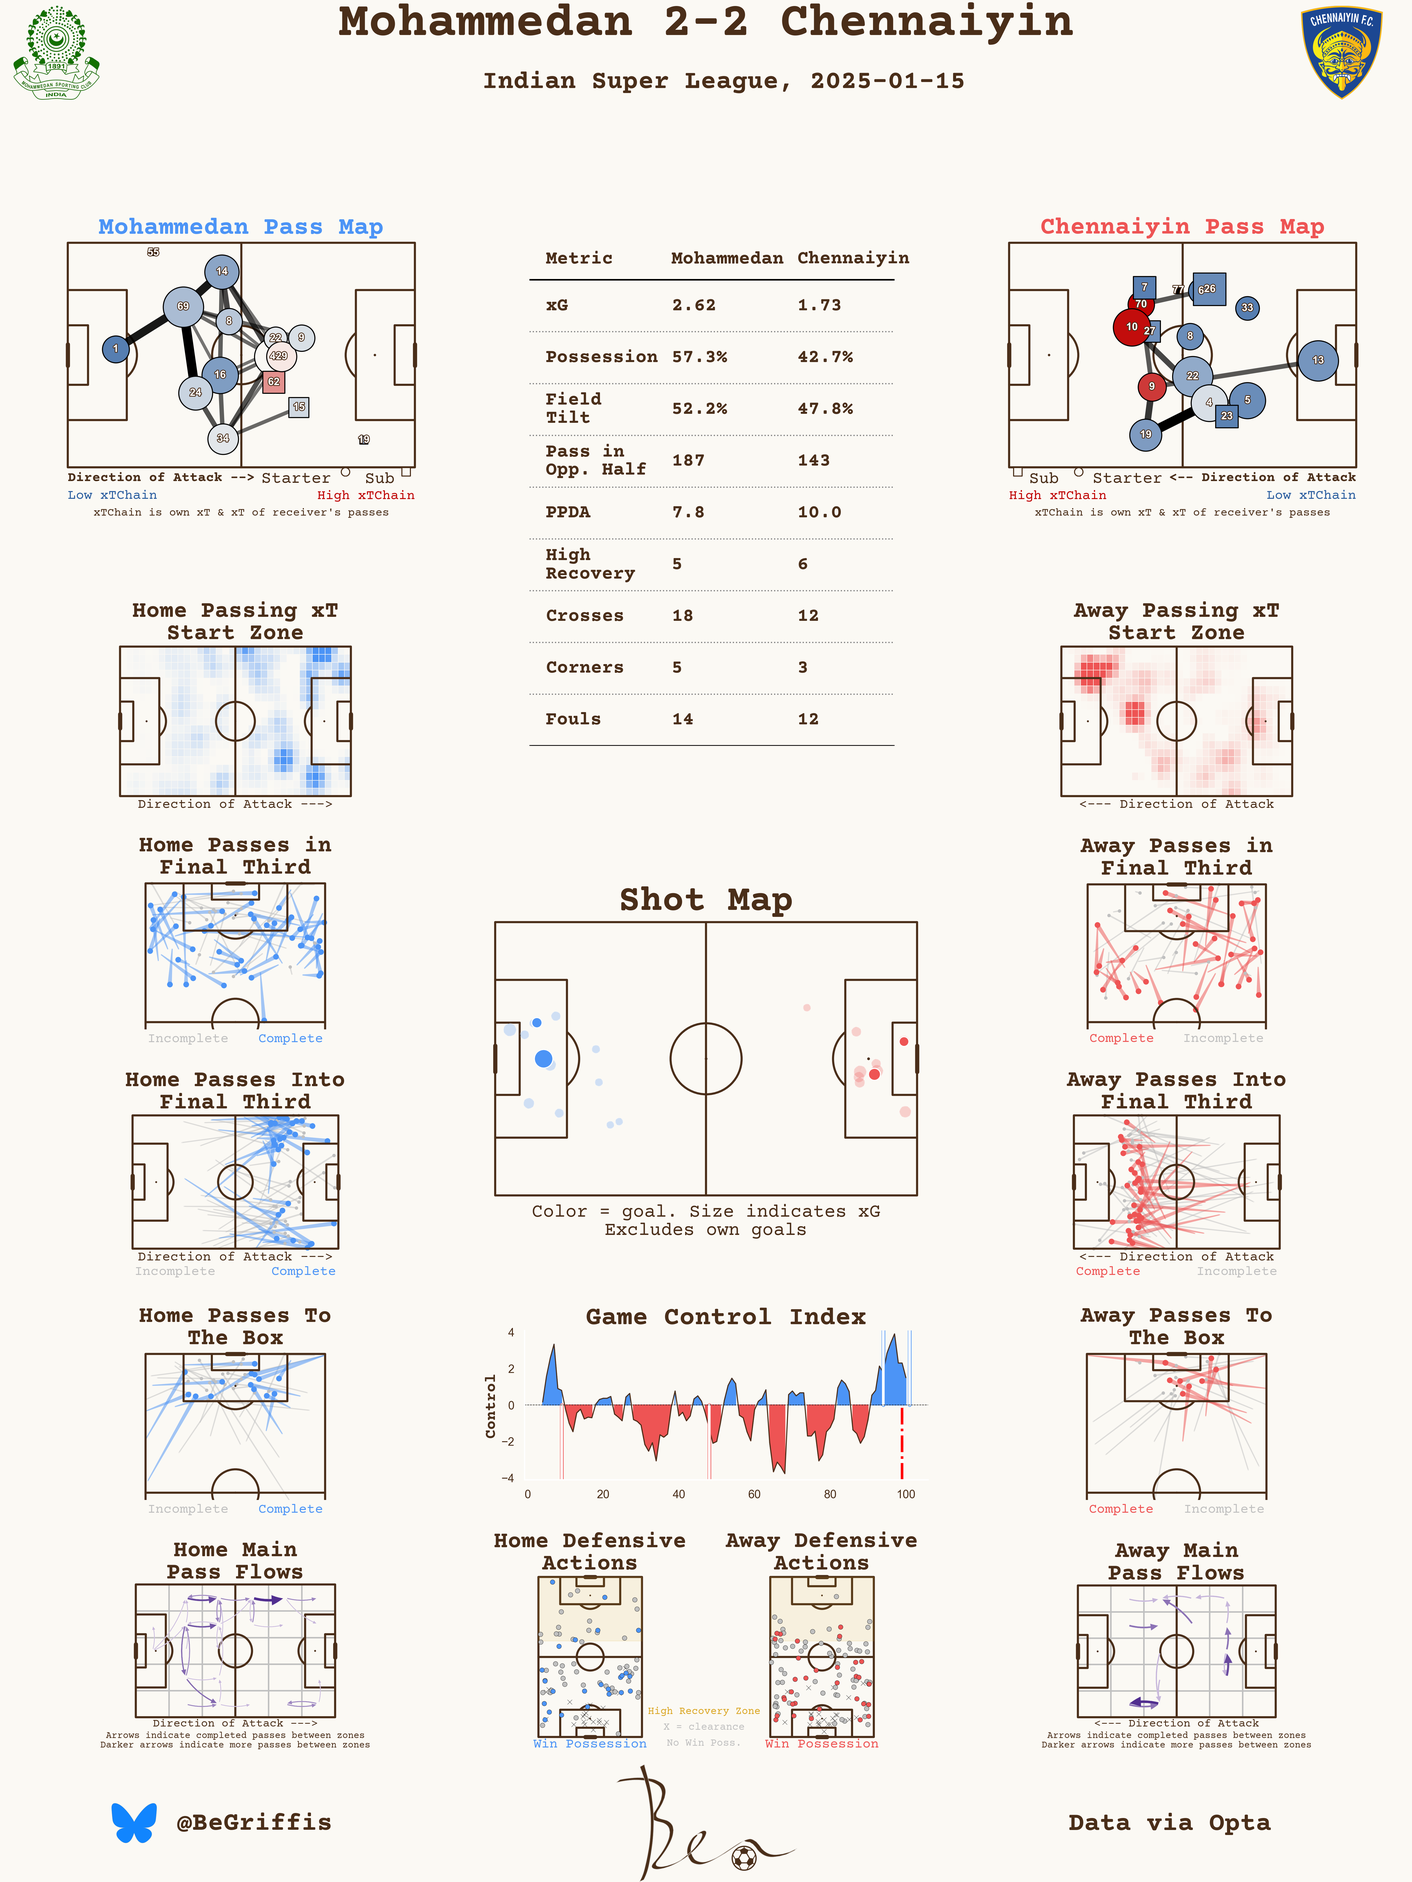 Mohammedan 2-2 Chennaiyin
Indian Super League, 2025-01-15
1891
MOHAMMEDAN SPORTING CLUB
INDIA
CHENNAIYIN F.C.
Mohammedan Pass Map
55
14
69
8
22
9
1
429
16
62
24
15
34
19
Direction of Attack --> Starter Sub
Low xTChain High xTChain
xTChain is own xT & xT of receiver's passes
Metric Mohammedan Chennaiyin
xG 2.62 1.73
Possession 57.3% 42.7%
Field
Tilt 52.2% 47.8%
Pass in
Opp. Half 187 143
PPDA 7.8 10.0
High
Recovery 5 6
Crosses 18 12
Corners 5 3
Fouls 14 12
Chennaiyin Pass Map
7
77
6
26
70
33
10
27
8
13
22
9
4
5
23
19
Sub Starter <-- Direction of Attack
High xTChain Low xTChain
xTChain is own xT & xT of receiver's passes
Home Passing xT
Start Zone
Direction of Attack --->
Away Passing xT
Start Zone
<--- Direction of Attack
Home Passes in
Final Third
Incomplete Complete
Away Passes in
Final Third
Complete Incomplete
Shot Map
Color = goal. Size indicates xG
Excludes own goals
Home Passes Into
Final Third
Direction of Attack --->
Incomplete Complete
Away Passes Into
Final Third
<--- Direction of Attack
Complete Incomplete
Home Passes To
The Box
Incomplete Complete
Game Control Index
Control
4
2
0
−2
−4
0 20 40 60 80 100
Away Passes To
The Box
Complete Incomplete
Home Main
Pass Flows
Direction of Attack --->
Arrows indicate completed passes between zones
Darker arrows indicate more passes between zones
Home Defensive
Actions
Win Possession
High Recovery Zone
X = clearance
No Win Poss.
Away Defensive
Actions
Win Possession
Away Main
Pass Flows
<--- Direction of Attack
Arrows indicate completed passes between zones
Darker arrows indicate more passes between zones
@BeGriffis
Ben
Data via Opta